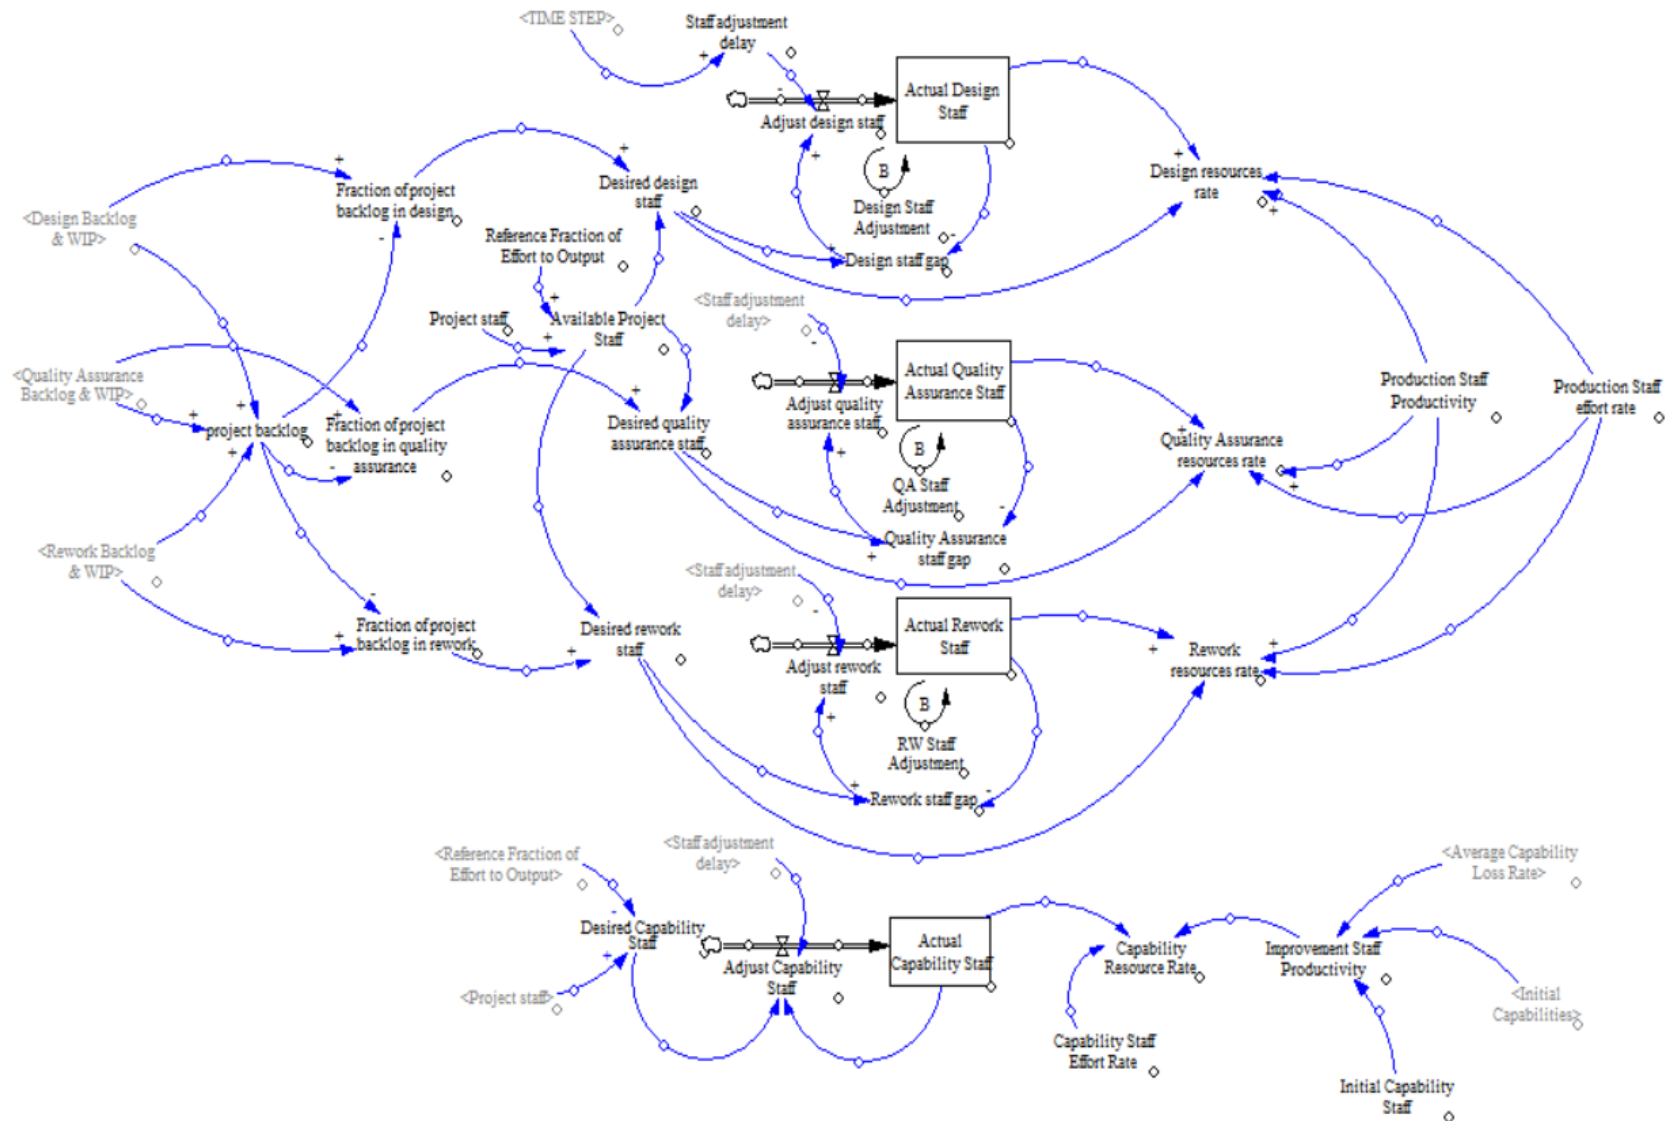 <TIME STEP>
Staff adjustment
delay
Actual Design
Staff
Adjust design staff
B
Design Staff
Adjustment
Design staff gap
Design resources
rate
Fraction of project
backlog in design
Desired design
staff
<Design Backlog
& WIP>
Reference Fraction of
Effort to Output
Project staff
Available Project
Staff
<Staff adjustment
delay>
Actual Quality
Assurance Staff
Adjust quality
assurance staff
B
QA Staff
Adjustment
Quality Assurance
staff gap
Quality Assurance
resources rate
Production Staff
Productivity
Production Staff
effort rate
<Quality Assurance
Backlog & WIP>
project backlog
Fraction of project
backlog in quality
assurance
Desired quality
assurance staff
<Rework Backlog
& WIP>
Fraction of project
backlog in rework
Desired rework
staff
<Staff adjustment
delay>
Actual Rework
Staff
Adjust rework
staff
B
RW Staff
Adjustment
Rework staff gap
Rework
resources rate
<Reference Fraction of
Effort to Output>
<Staff adjustment
delay>
Desired Capability
Staff
<Project staff>
Adjust Capability
Staff
Actual
Capability Staff
Capability
Resource Rate
Capability Staff
Effort Rate
Improvement Staff
Productivity
<Average Capability
Loss Rate>
<Initial
Capabilities>
Initial Capability
Staff